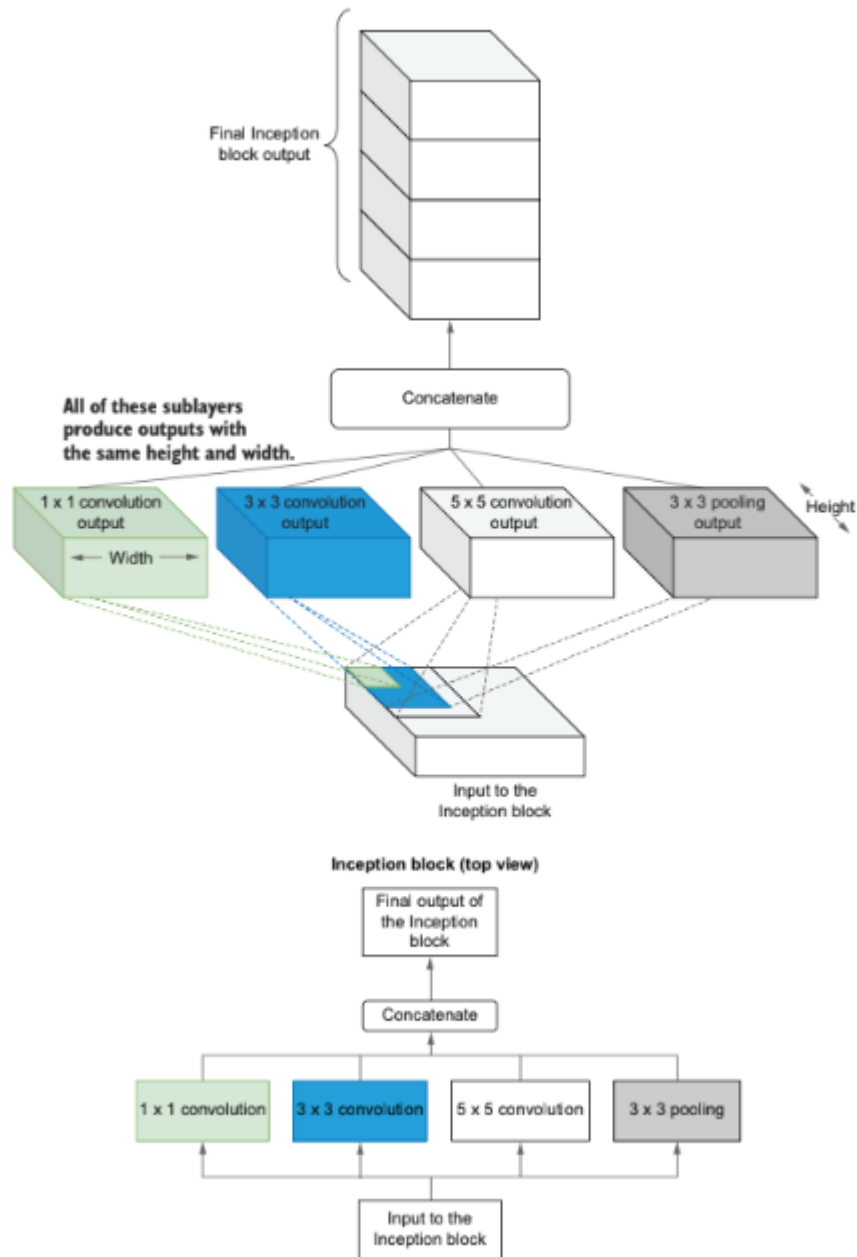 Final Inception
block output
Concatenate
All of these sublayers
produce outputs with
the same height and width.
1 x 1 convolution
output
3 x 3 convolution
output
5 x 5 convolution
output
3 x 3 pooling
output
Height
Width
Input to the
Inception block
Inception block (top view)
Final output of
the Inception
block
Concatenate
1 x 1 convolution
3 x 3 convolution
5 x 5 convolution
3 x 3 pooling
Input to the
Inception block